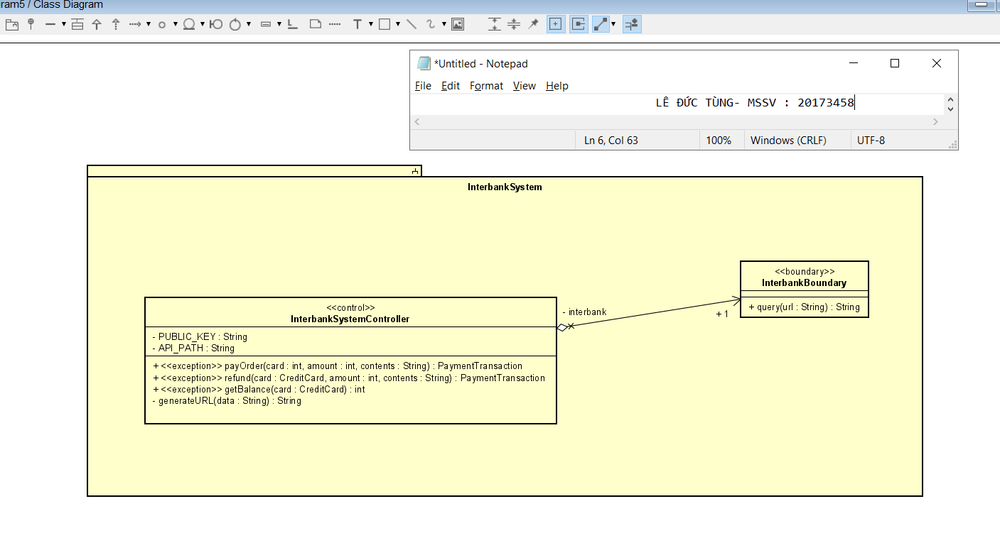 ram5 / Class Diagram
T
*Untitled - Notepad
File Edit Format View Help
LÊ ĐỨC TÙNG- MSSV : 20173458
Ln 6, Col 63 100% Windows (CRLF) UTF-8
InterbankSystem
<<boundary>>
InterbankBoundary
+ query(url : String) : String
<<control>>
InterbankSystemController
- PUBLIC_KEY : String
- API_PATH : String
+ <<exception>> payOrder(card : int, amount : int, contents : String) : PaymentTransaction
+ <<exception>> refund(card : CreditCard, amount : int, contents : String) : PaymentTransaction
+ <<exception>> getBalance(card : CreditCard) : int
- generateURL(data : String) : String
- interbank
+ 1